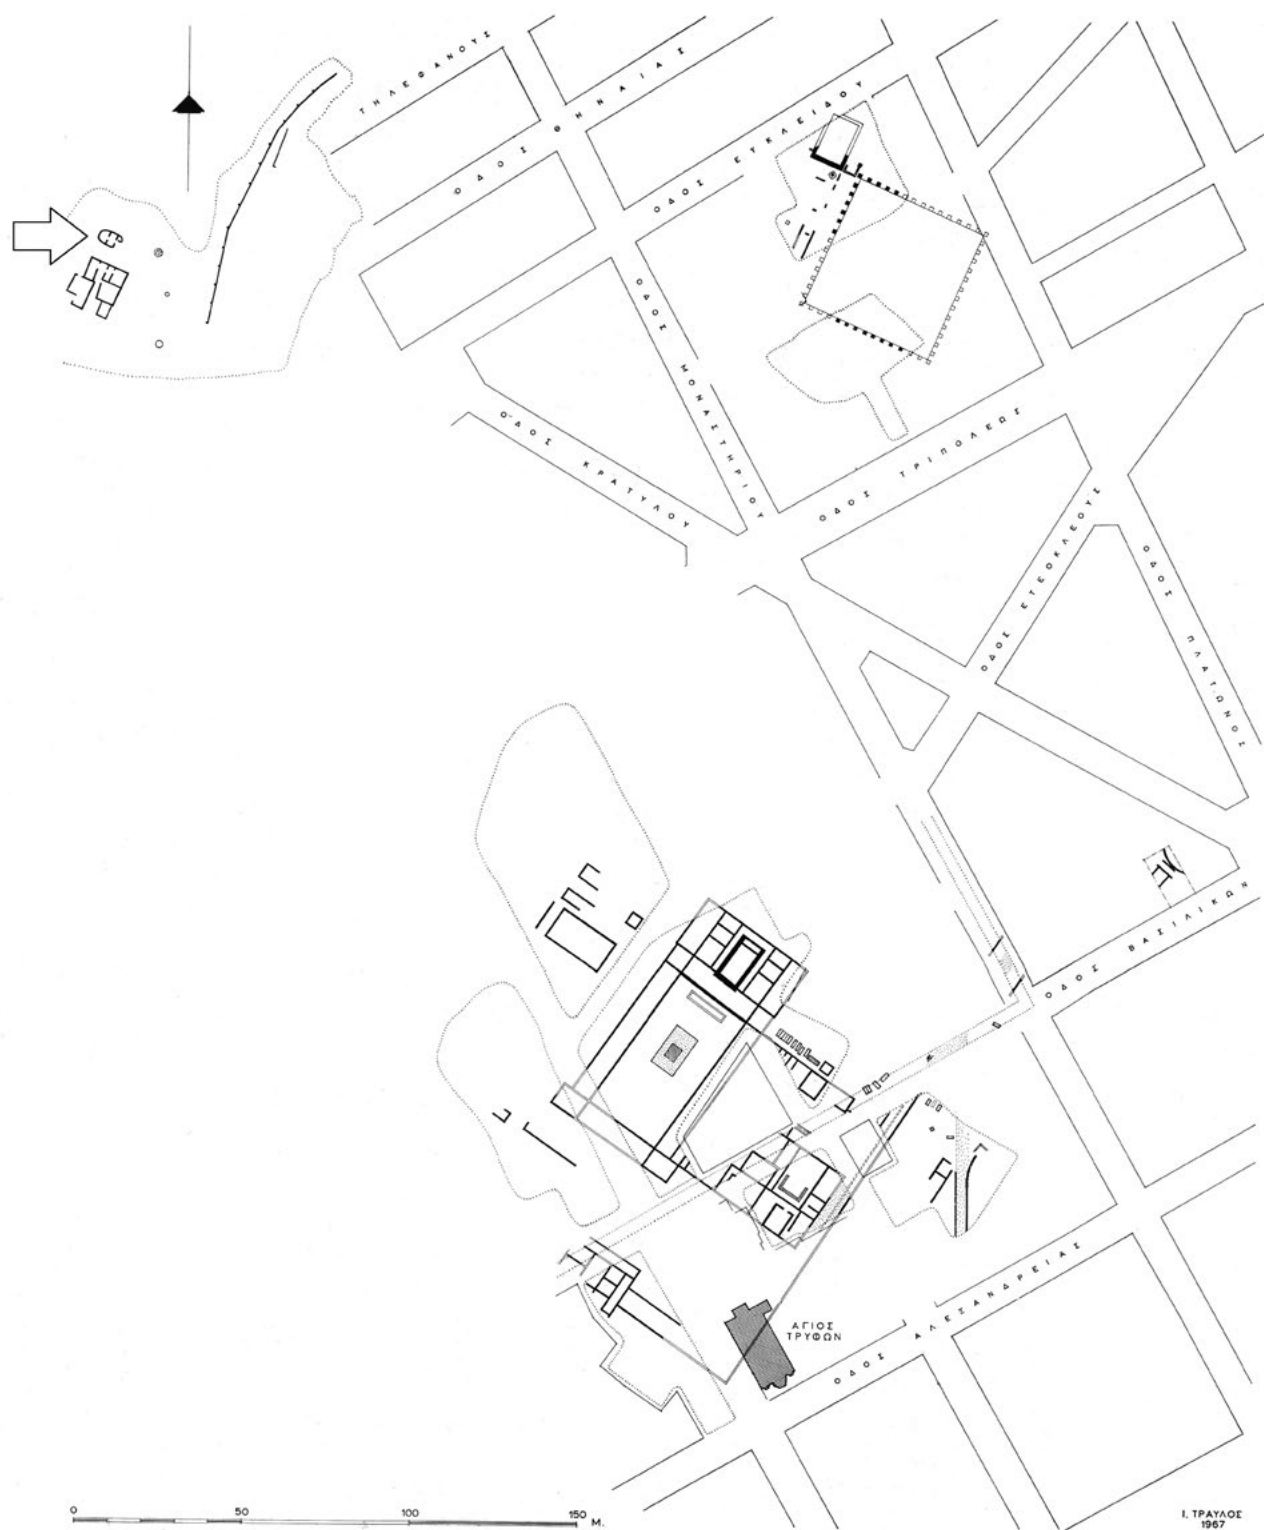 ΤΗΛΕΦΑΝΟΥΣ
ΟΔΟΣ ΘΗΝΑΙΑΣ
ΟΔΟΣ ΕΥΚΛΕΙΔΟΥ
ΟΔΟΣ ΜΟΝΑΣΤΗΡΙΟΥ
ΟΔΟΣ ΚΡΑΤΥΛΟΥ
ΟΔΟΣ ΤΡΙΠΟΛΕΩΣ
ΟΔΟΣ ΕΤΕΟΚΛΕΟΥΣ
ΟΔΟΣ ΠΛΑΤΩΝΟΣ
ΟΔΟΣ ΒΑΣΙΛΙΚΩΝ
ΑΓΙΟΣ
ΤΡΥΦΩΝ
ΟΔΟΣ ΑΛΕΞΑΝΔΡΕΙΑΣ
0 50 100 150 Μ.
Ι. ΤΡΑΥΛΟΣ
1967